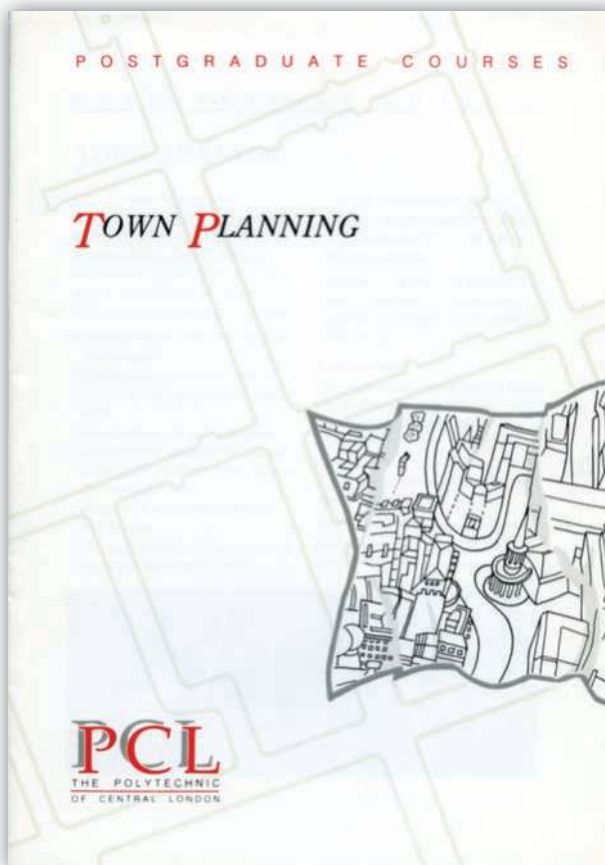 POSTGRADUATE COURSES
TOWN PLANNING
PCL
THE POLYTECHNIC
OF CENTRAL LONDON